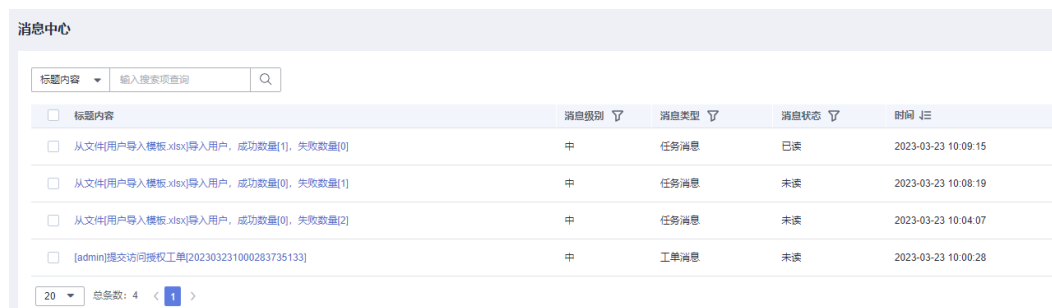 消息中心
标题内容 输入搜索项查询
标题内容 消息级别 消息类型 消息状态 时间
从文件[用户导入模板.xlsx]导入用户，成功数量[1]，失败数量[0] 中 任务消息 已读 2023-03-23 10:09:15
从文件[用户导入模板.xlsx]导入用户，成功数量[0]，失败数量[1] 中 任务消息 未读 2023-03-23 10:08:19
从文件[用户导入模板.xlsx]导入用户，成功数量[0]，失败数量[2] 中 任务消息 未读 2023-03-23 10:04:07
[admin]提交访问授权工单[202303231000283735133] 中 工单消息 未读 2023-03-23 10:00:28
20 总条数：4 < 1 >